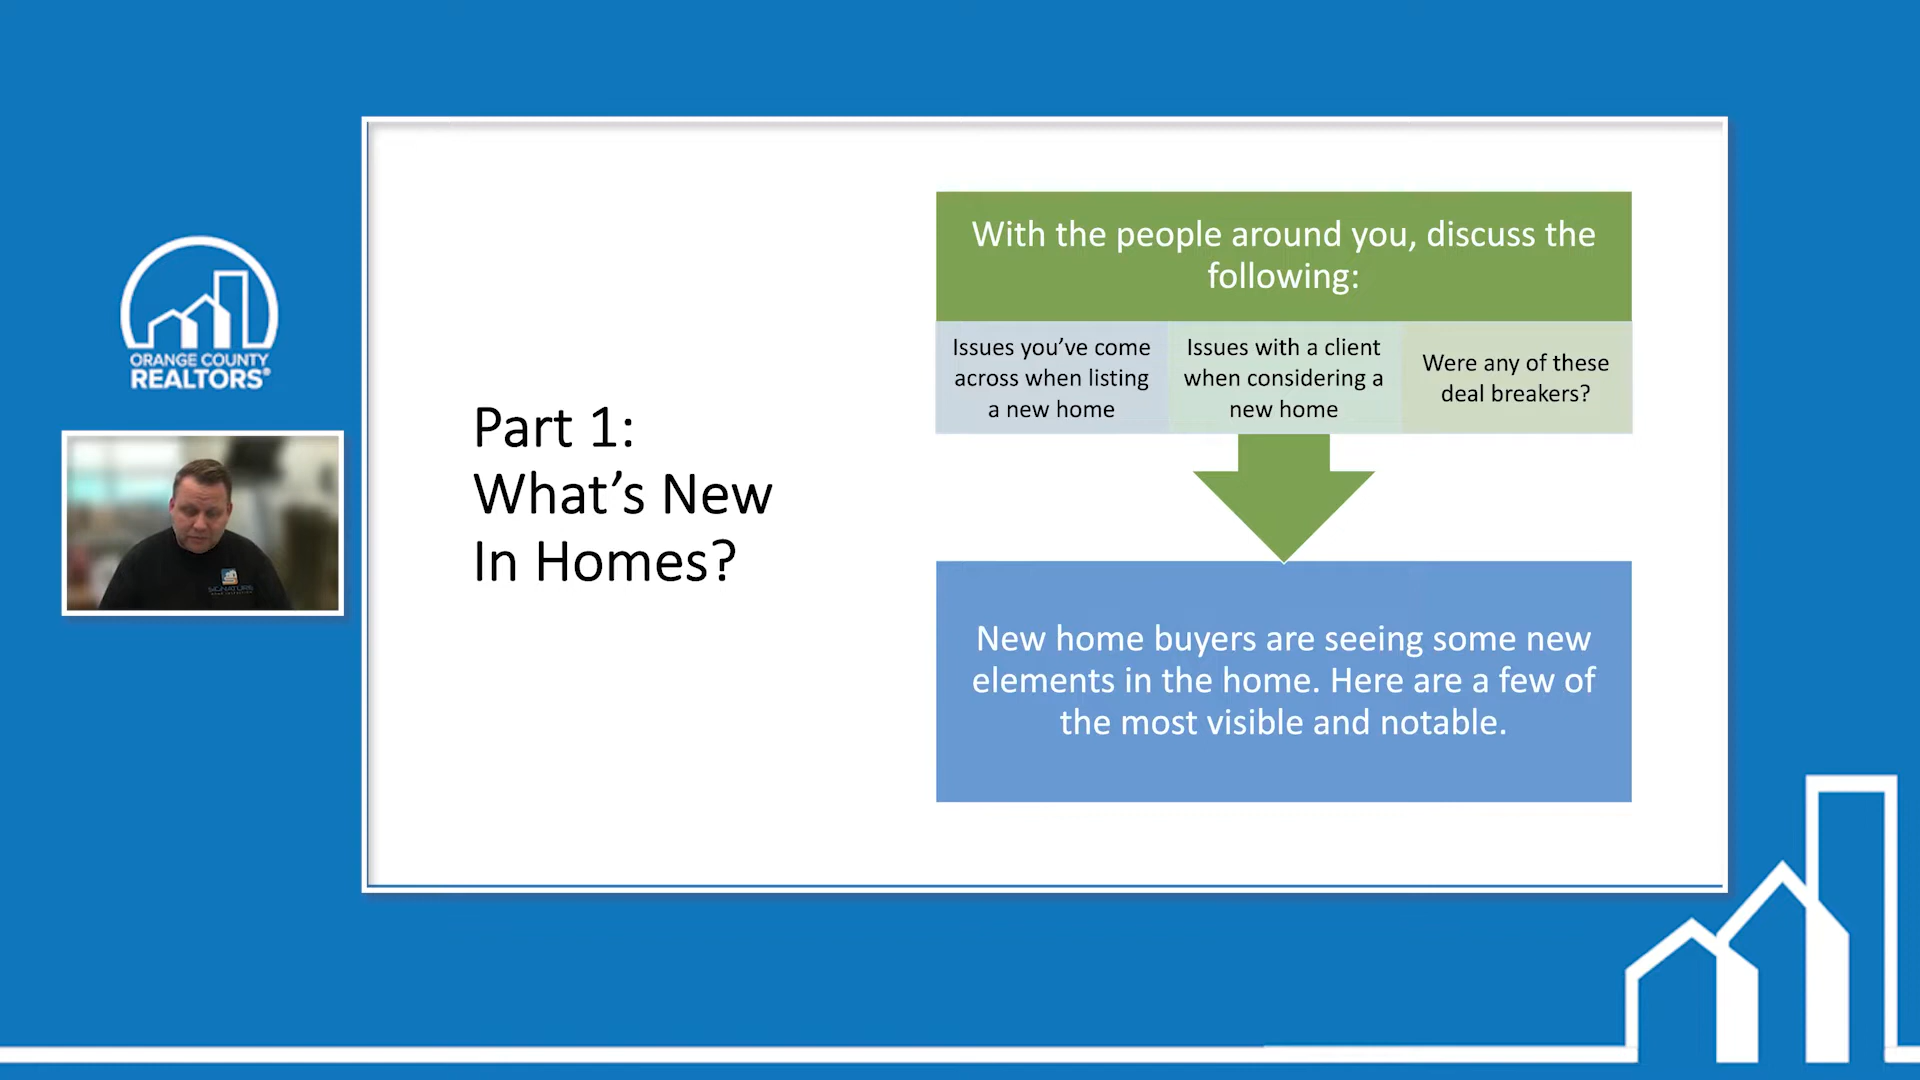 ORANGE COUNTY
REALTORS®
SIGNATURE
Part 1:
What’s New
In Homes?
With the people around you, discuss the
following:
Issues you’ve come
across when listing
a new home
Issues with a client
when considering a
new home
Were any of these
deal breakers?
New home buyers are seeing some new
elements in the home. Here are a few of
the most visible and notable.